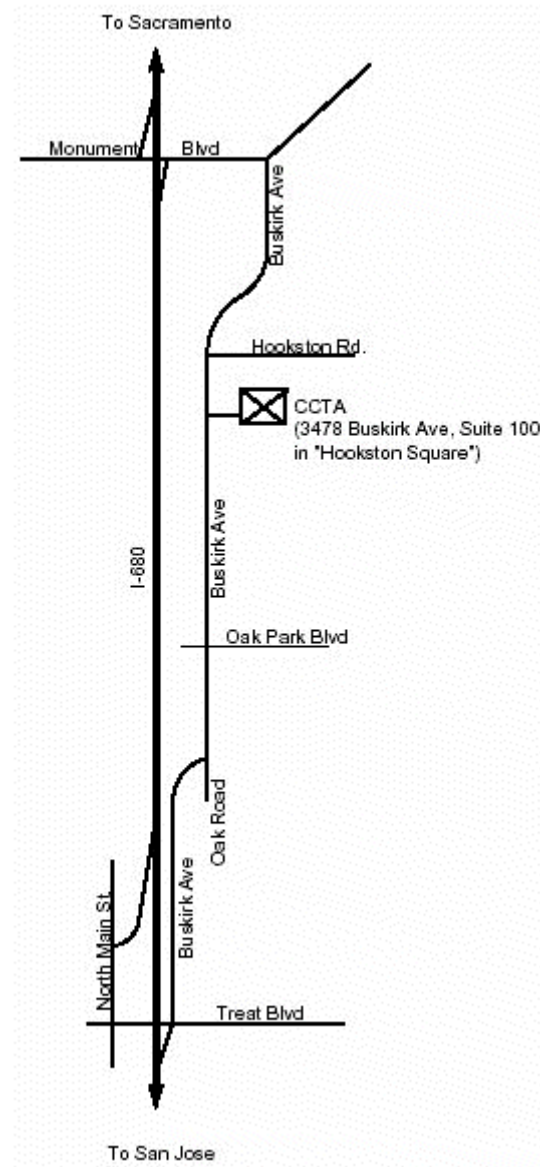 To Sacramento
Monument Blvd
Buskirk Ave
Hookston Rd.
CCTA
(3478 Buskirk Ave, Suite 100
in "Hookston Square")
Buskirk Ave
I-680
Oak Park Blvd
Oak Road
Buskirk Ave
North Main St.
Treat Blvd
To San Jose